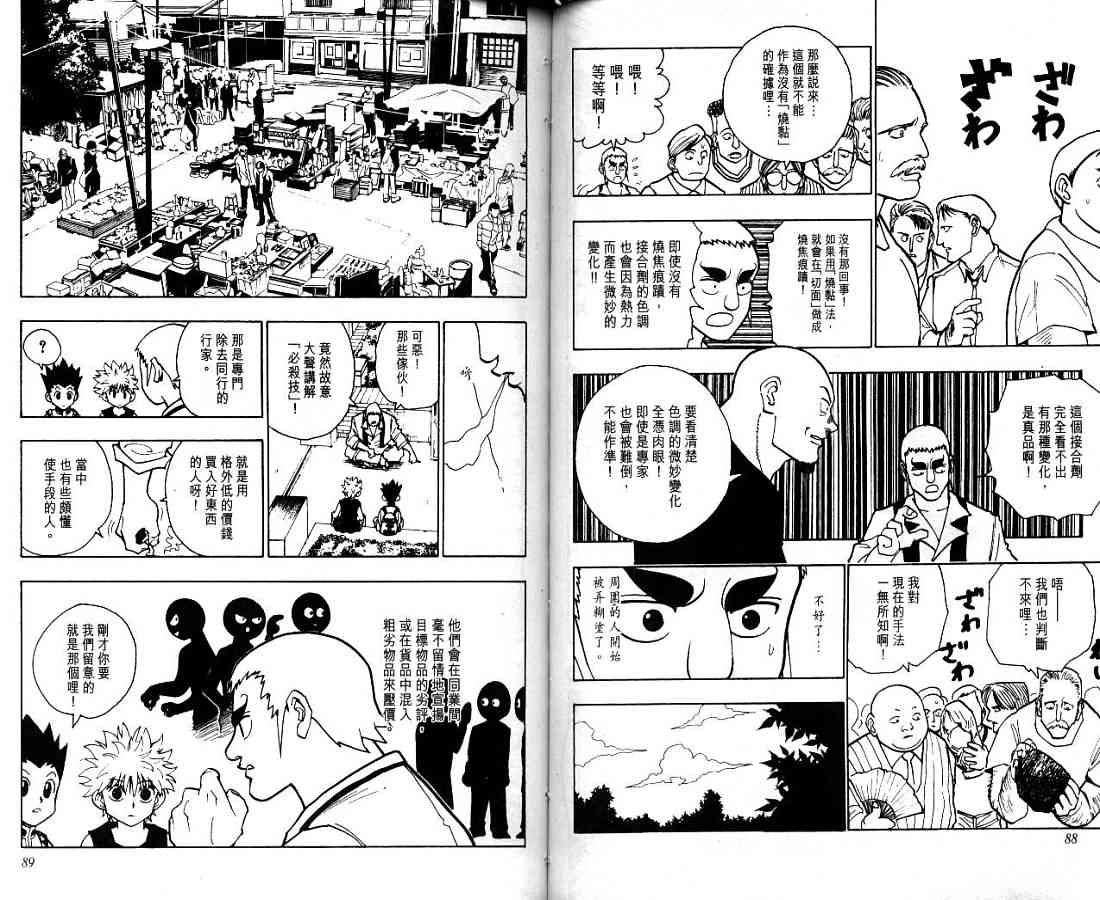 ざわ
ざわ
那麼說來…
這個就不能
作為沒有「燒黏」
的確據哩…
喂！
喂！
等等啊！
沒有那回事！
如果用「燒黏」法，
就會在「切面」做成
燒焦痕蹟！
即使沒有
燒焦痕蹟，
接合劑的色調
也會因為熱力
而產生微妙的
變化!!
這個接合劑
完全看不出
有那種變化，
是真品啊！
要看清楚
色調的微妙變化
全憑肉眼！
即使是專家
也會被難倒，
不能作準！
唔——
我們也判斷
不來哩…
ざわ
ざわ
我對
現在的手法
一無所知啊！
不好了…
周圍的人開始
被弄糊塗了。
88
呀
可惡！
那些傢伙！
竟然故意
大聲講解
「必殺技」！
那是專門
除去同行的
行家。
？
就是用
格外低的價錢
買入好東西
的人呀！
當中
也有些頗懂
使手段的人。
他們會在同業間
毫不留情地宣揚
目標物品的劣評，
或在貨品中混入
粗劣物品來壓價。
剛才你要
我們留意的
就是那個哩！
89